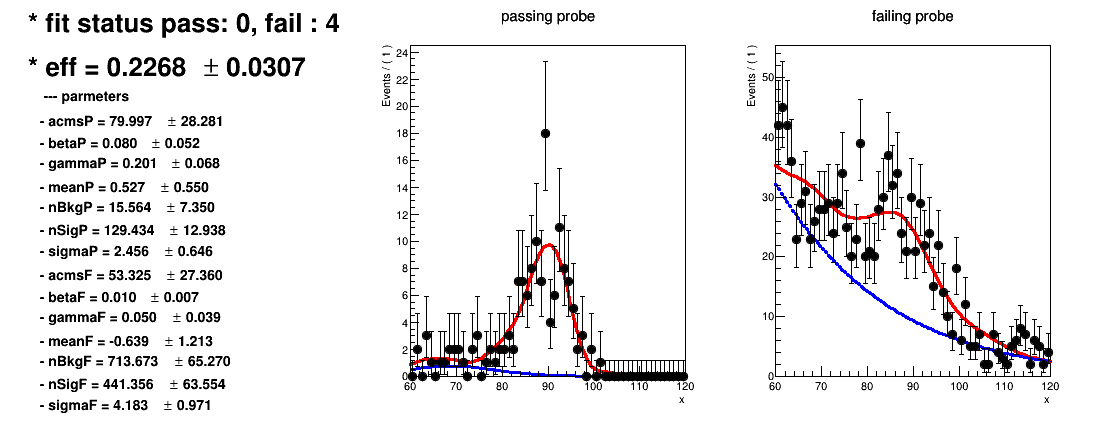 * fit status pass: 0, fail : 4
* eff = 0.2268 ± 0.0307
--- parmeters
- acmsP = 79.997 ± 28.281
- betaP = 0.080 ± 0.052
- gammaP = 0.201 ± 0.068
- meanP = 0.527 ± 0.550
- nBkgP = 15.564 ± 7.350
- nSigP = 129.434 ± 12.938
- sigmaP = 2.456 ± 0.646
- acmsF = 53.325 ± 27.360
- betaF = 0.010 ± 0.007
- gammaF = 0.050 ± 0.039
- meanF = -0.639 ± 1.213
- nBkgF = 713.673 ± 65.270
- nSigF = 441.356 ± 63.554
- sigmaF = 4.183 ± 0.971
passing probe
Events / ( 1 )
24
22
20
18
16
14
12
10
8
6
4
2
0
60 70 80 90 100 110 120
x
failing probe
Events / ( 1 )
50
40
30
20
10
0
60 70 80 90 100 110 120
x